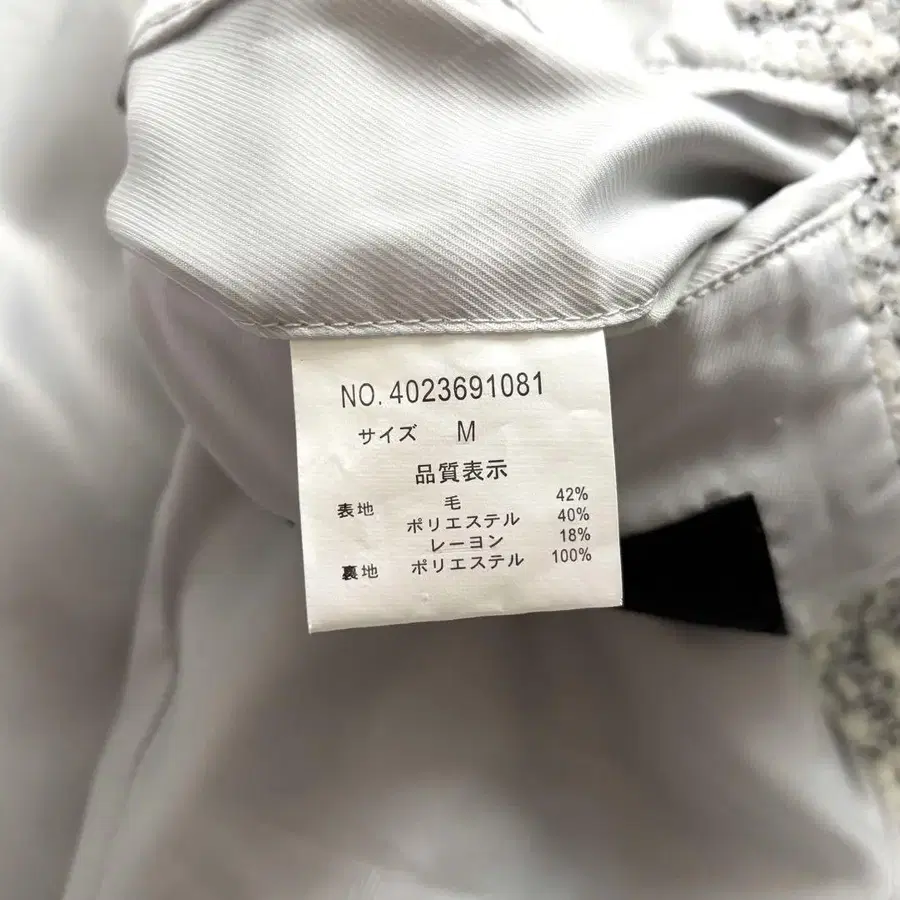 NO.4023691081
サイズ M
品質表示
表地 毛 42%
ポリエステル 40%
レーヨン 18%
裏地 ポリエステル 100%